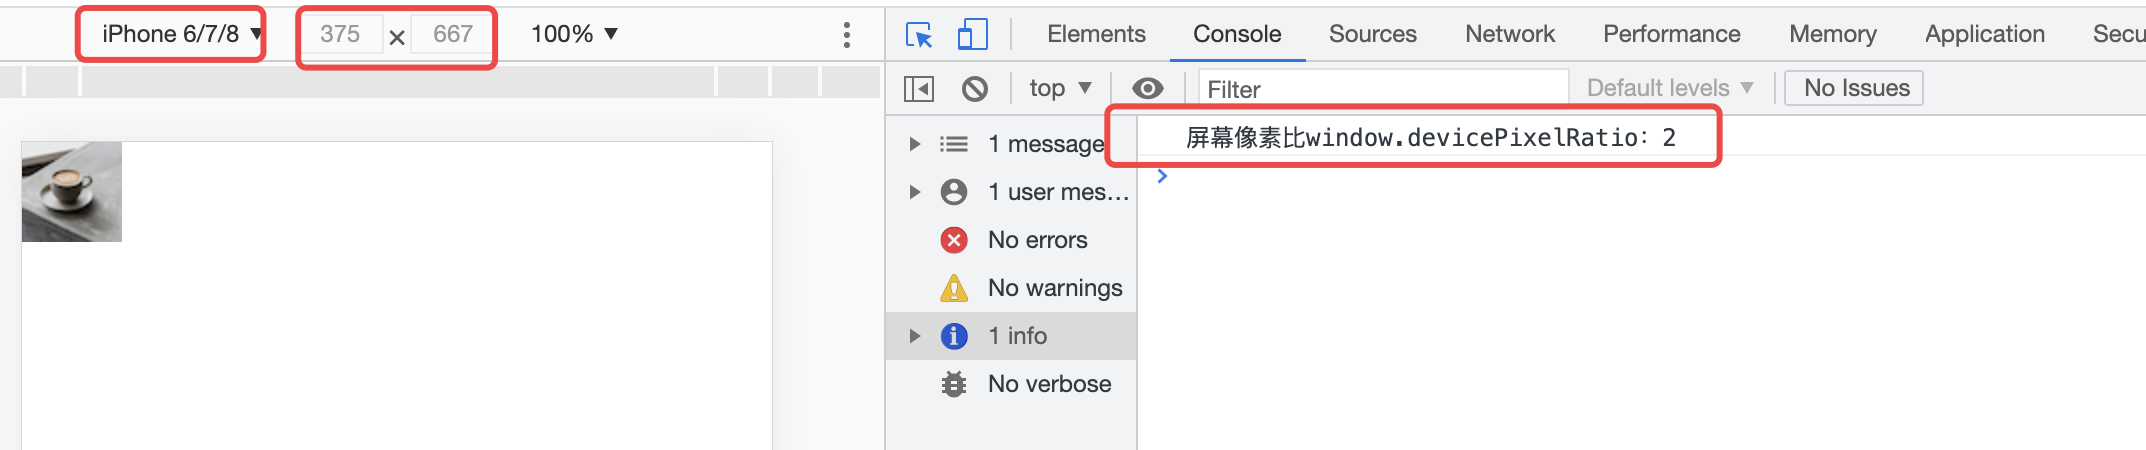 iPhone 6/7/8 ▼ 375 × 667 100% ▼
Elements Console Sources Network Performance Memory Application Secu
top ▼ Filter Default levels ▼ No Issues
1 message
1 user mes…
No errors
No warnings
1 info
No verbose
屏幕像素比window.devicePixelRatio: 2